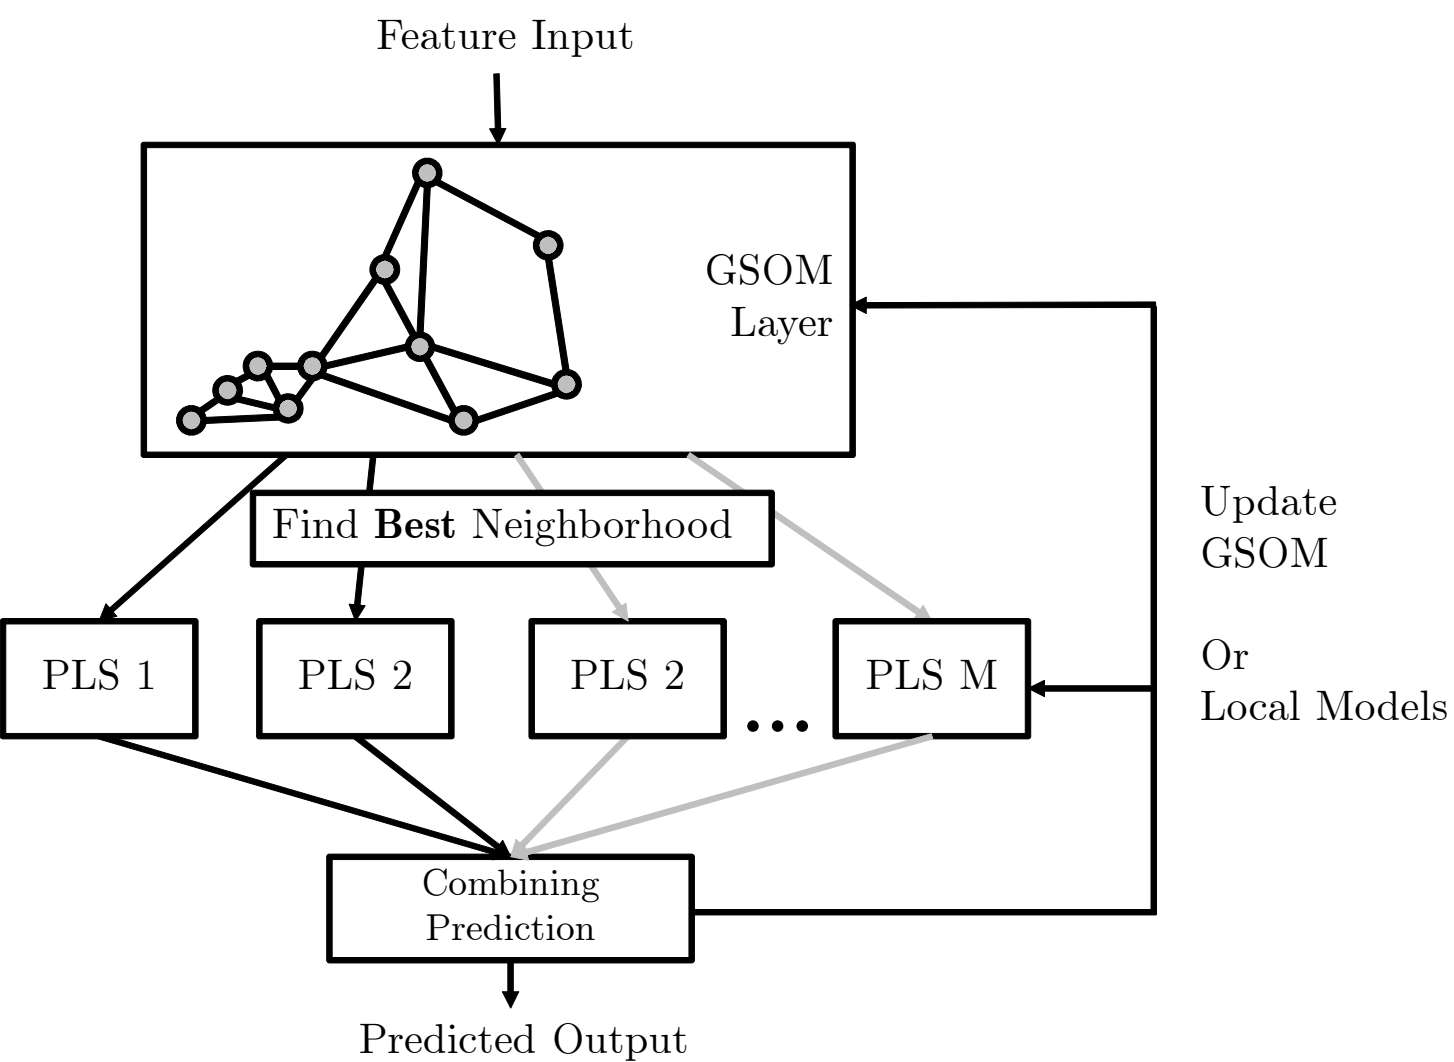 Feature Input
GSOM
Layer
Find Best Neighborhood
Update
GSOM
Or
Local Models
PLS 1
PLS 2
PLS 2
...
PLS M
Combining
Prediction
Predicted Output